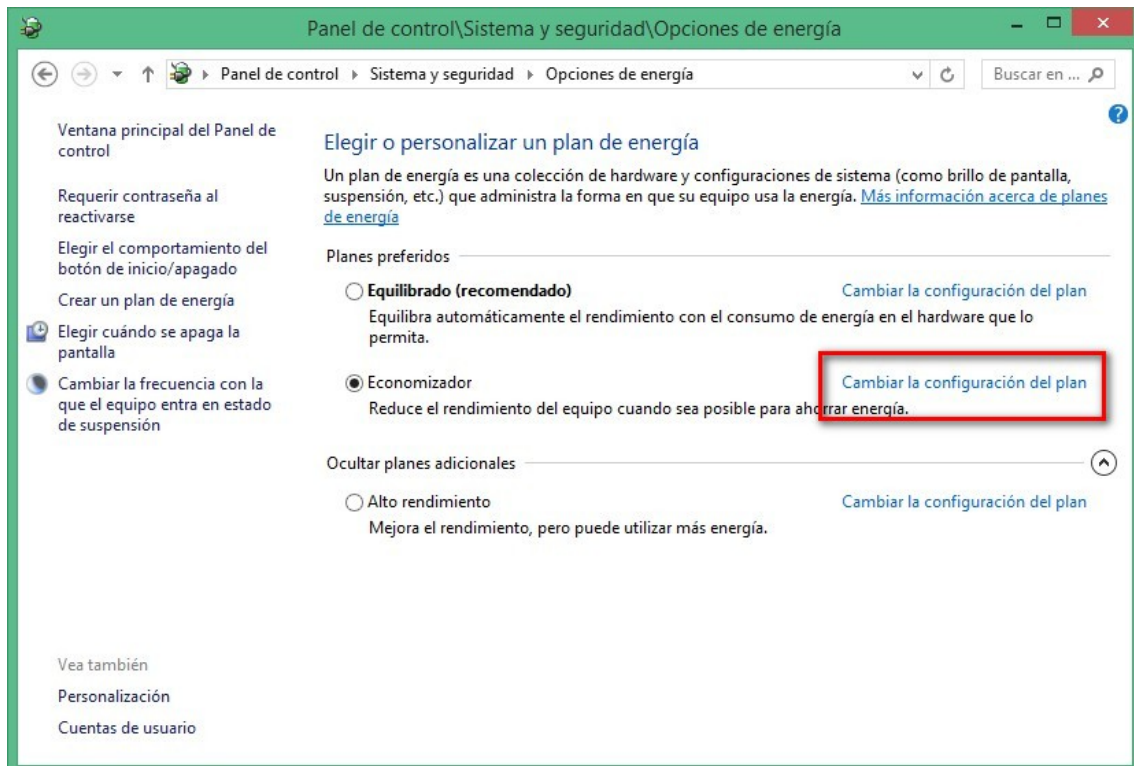 Panel de control\Sistema y seguridad\Opciones de energía
Panel de control Sistema y seguridad Opciones de energía
Buscar en ...
Ventana principal del Panel de
control
Requerir contraseña al
reactivarse
Elegir el comportamiento del
botón de inicio/apagado
Crear un plan de energía
Elegir cuándo se apaga la
pantalla
Cambiar la frecuencia con la
que el equipo entra en estado
de suspensión
Elegir o personalizar un plan de energía
Un plan de energía es una colección de hardware y configuraciones de sistema (como brillo de pantalla,
suspensión, etc.) que administra la forma en que su equipo usa la energía. Más información acerca de planes
de energía
Planes preferidos
Equilibrado (recomendado) Cambiar la configuración del plan
Equilibra automáticamente el rendimiento con el consumo de energía en el hardware que lo
permita.
Economizador Cambiar la configuración del plan
Reduce el rendimiento del equipo cuando sea posible para ahorrar energía.
Ocultar planes adicionales
Alto rendimiento Cambiar la configuración del plan
Mejora el rendimiento, pero puede utilizar más energía.
Vea también
Personalización
Cuentas de usuario